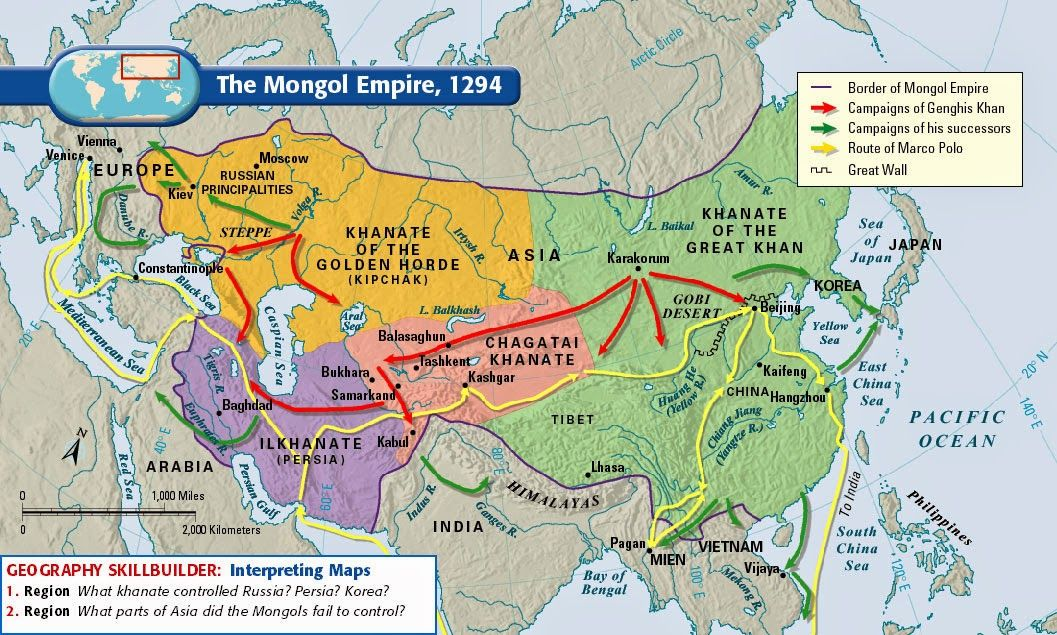 The Mongol Empire, 1294
Border of Mongol Empire
Campaigns of Genghis Khan
Campaigns of his successors
Route of Marco Polo
Great Wall
Arctic Circle
60° N
Vienna
Venice
EUROPE
Moscow
RUSSIAN
PRINCIPALITIES
Kiev
Danube R.
Volga R.
STEPPE
KHANATE
OF THE
GOLDEN HORDE
(KIPCHAK)
Irtysh R.
ASIA
Amur R.
L. Baikal
KHANATE
OF THE
GREAT KHAN
Karakorum
Sea
of
Japan
JAPAN
Constantinople
Black Sea
Caspian Sea
Aral
Sea
L. Balkhash
GOBI
DESERT
KOREA
Beijing
Yellow
Sea
20° E
Mediterranean Sea
Balasaghun
Tashkent
CHAGATAI
KHANATE
Bukhara
Samarkand
Kashgar
Kaifeng
Huang He
(Yellow R.)
CHINA
Hangzhou
East
China
Sea
20° N
140° E
Tigris R.
Baghdad
Euphrates R.
ILKHANATE
(PERSIA)
Kabul
TIBET
Chiang Jiang
(Yangtze R.)
PACIFIC
OCEAN
N
40° E
ARABIA
Red Sea
Persian Gulf
60° E
80° E
Lhasa
HIMALAYAS
Indus R.
Ganges R.
INDIA
To India
Philippines
0 1,000 Miles
0 2,000 Kilometers
Pagan
MIEN
VIETNAM
South
China
Sea
Bay of
Bengal
100° E
Mekong R.
Vijaya
120° E
GEOGRAPHY SKILLBUILDER: Interpreting Maps
1. Region What khanate controlled Russia? Persia? Korea?
2. Region What parts of Asia did the Mongols fail to control?